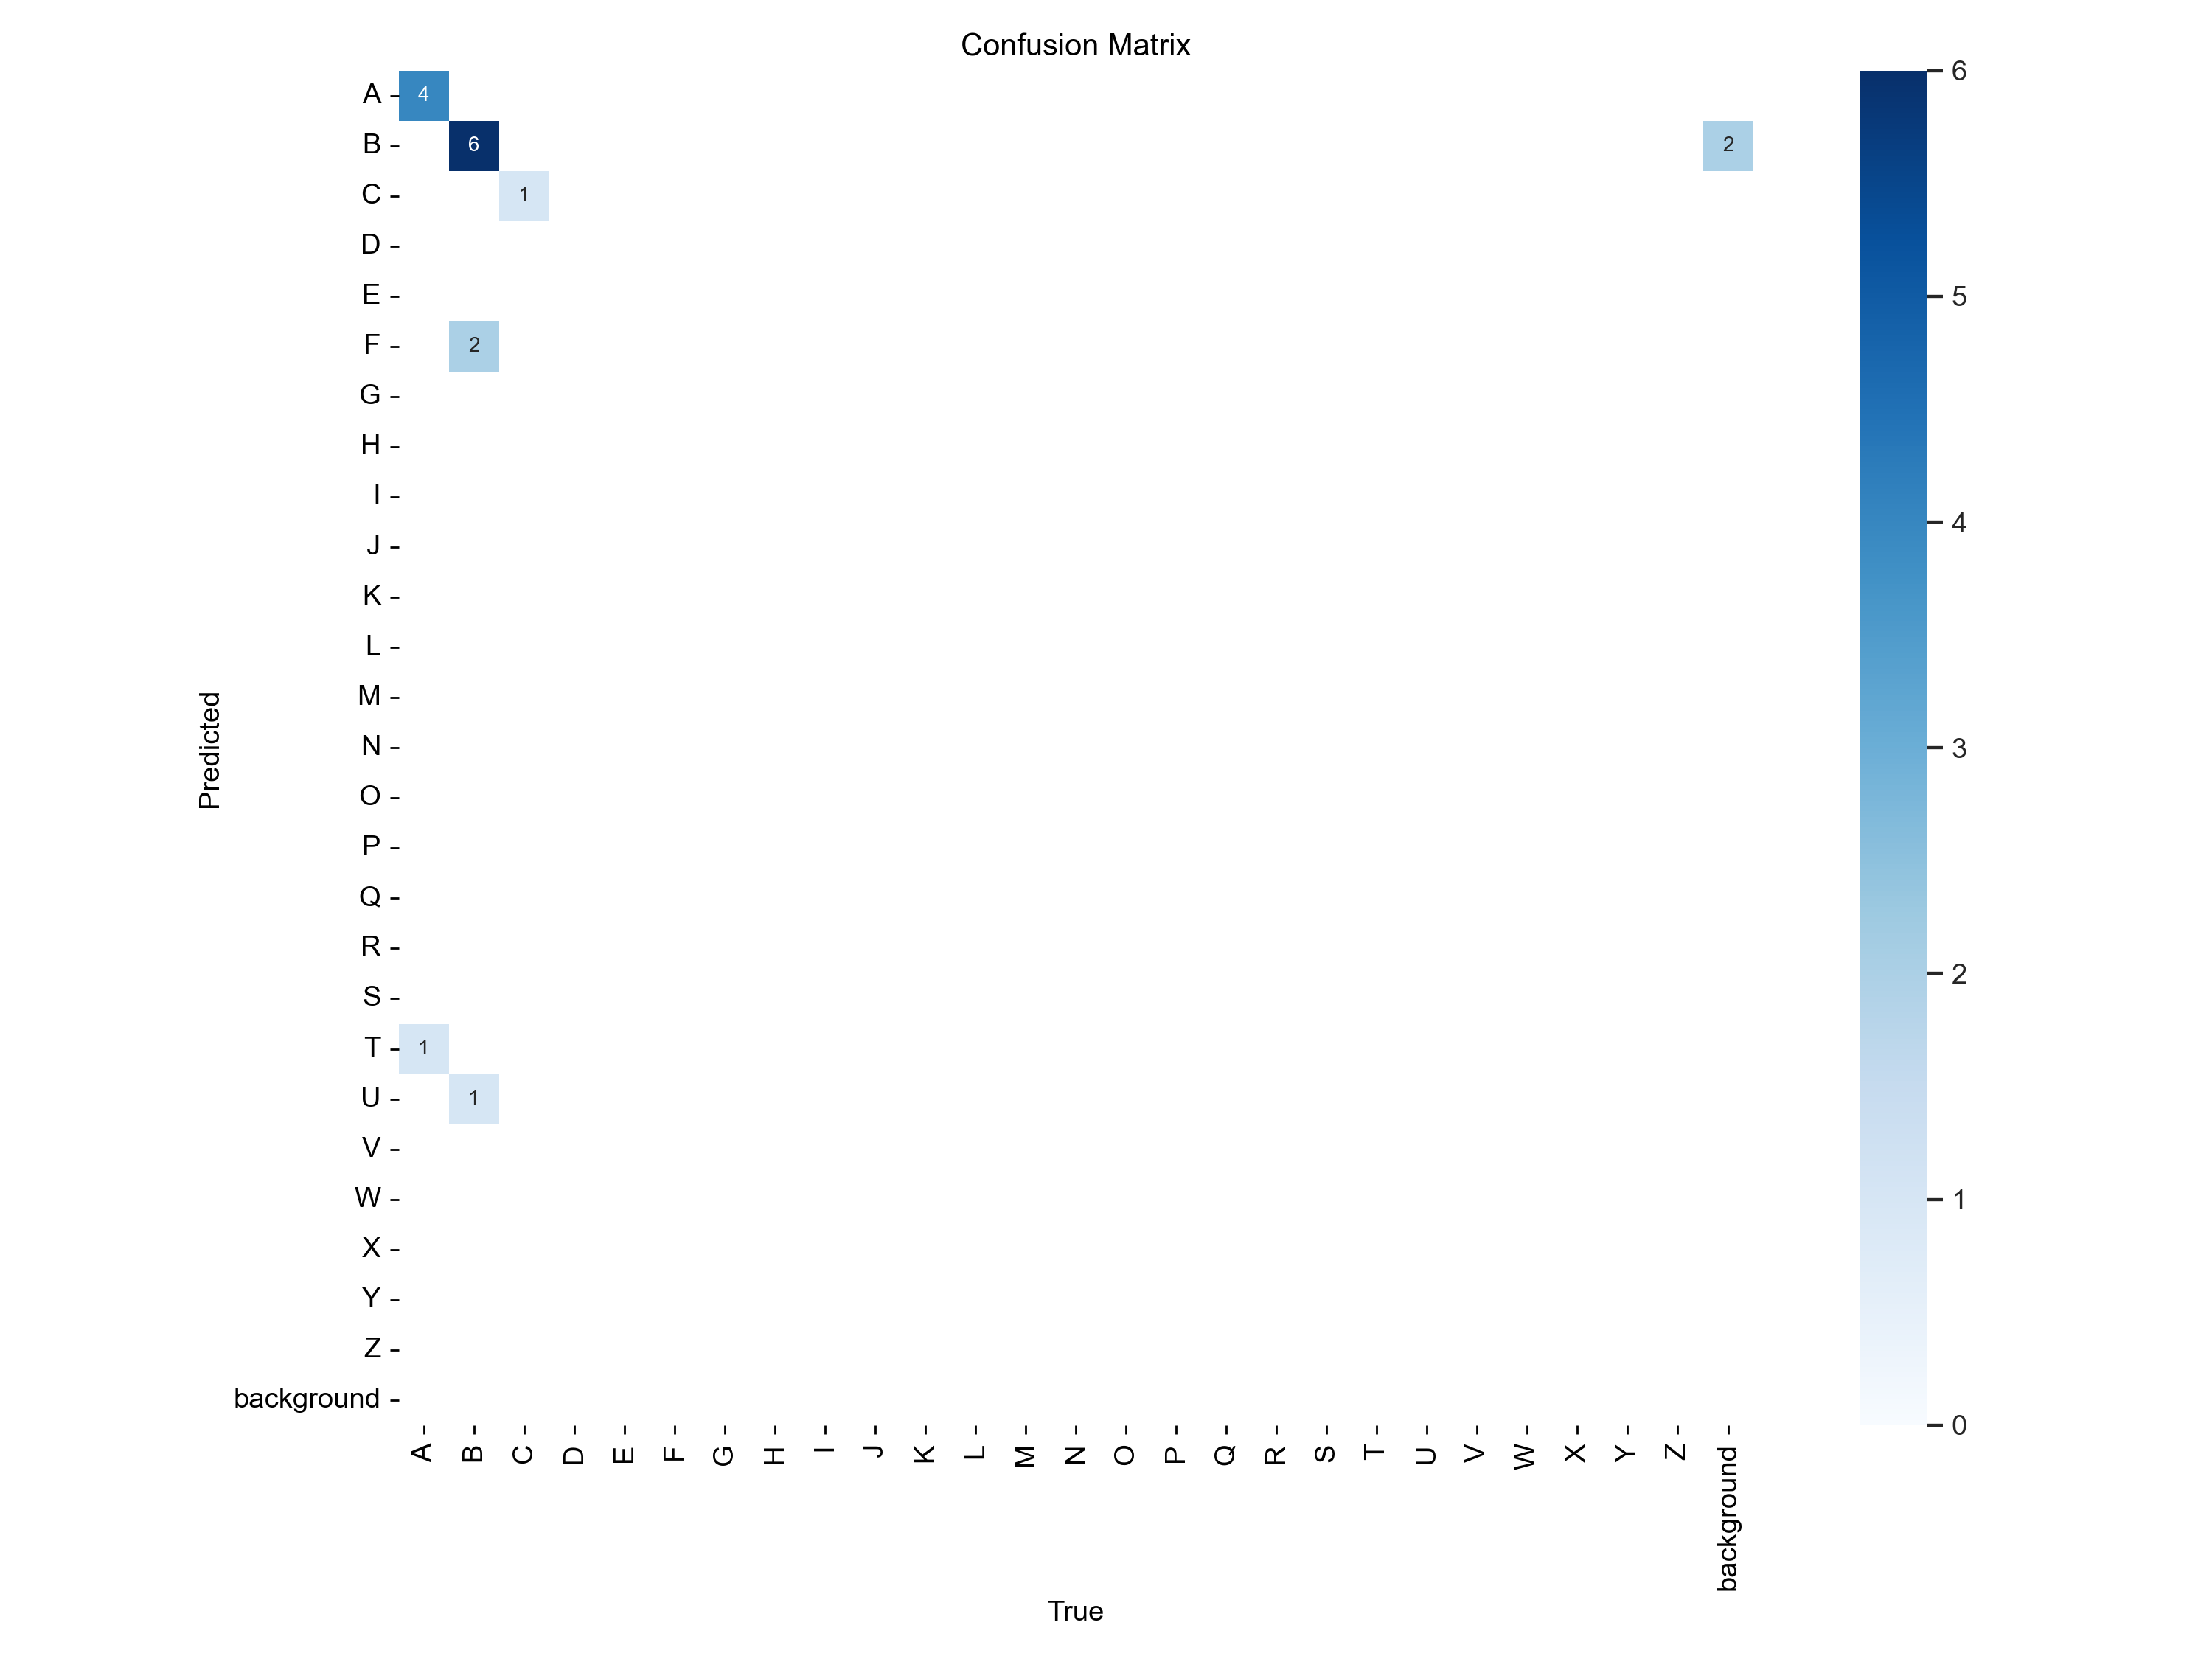 Confusion Matrix
A 4
B 6 2
C 1
D
E
F 2
G
H
I
J
K
L
M
N
O
P
Q
R
S
T 1
U 1
V
W
X
Y
Z
background
A B C D E F G H I J K L M N O P Q R S T U V W X Y Z background
True
Predicted
6
5
4
3
2
1
0